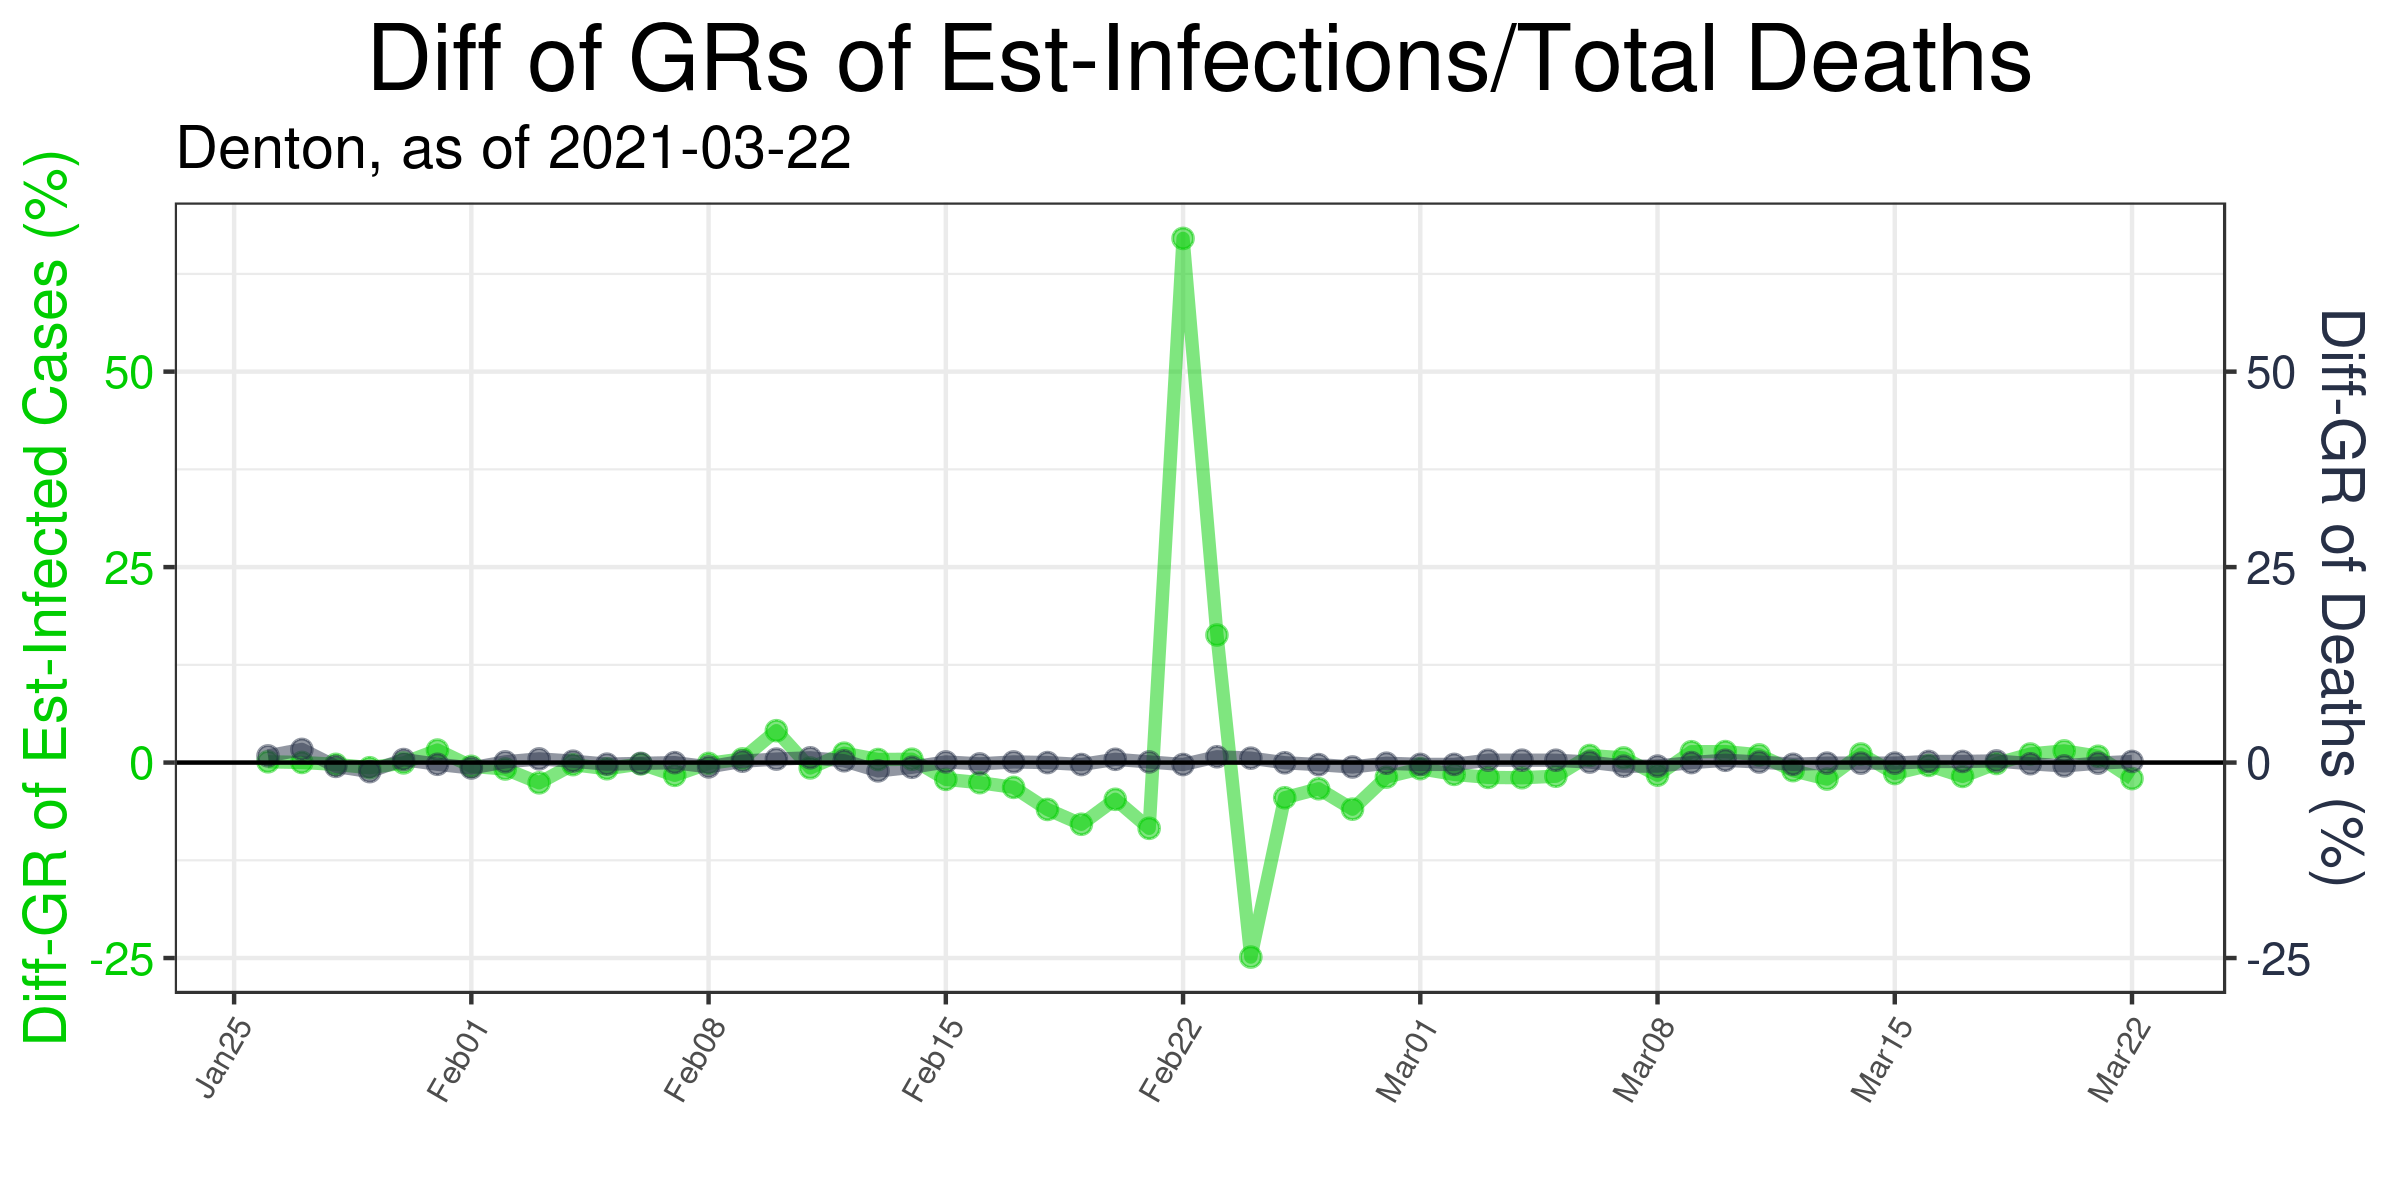 Diff of GRs of Est-Infections/Total Deaths
Denton, as of 2021-03-22
Diff-GR of Est-Infected Cases (%)
50
25
0
-25
50
25
0
-25
Diff-GR of Deaths (%)
Jan25
Feb01
Feb08
Feb15
Feb22
Mar01
Mar08
Mar15
Mar22